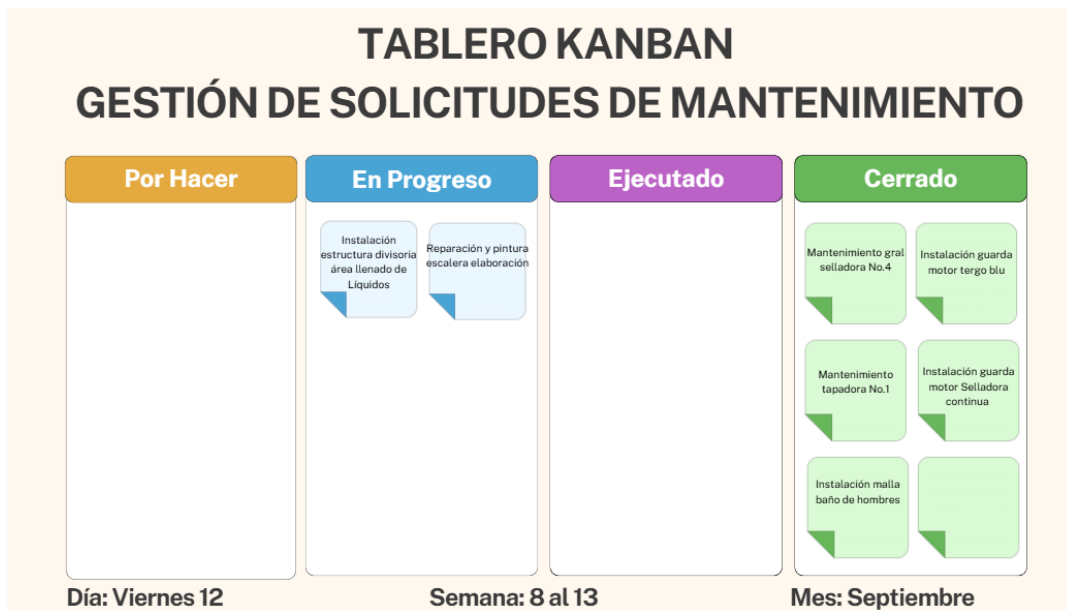 TABLERO KANBAN
GESTIÓN DE SOLICITUDES DE MANTENIMIENTO
Por Hacer
En Progreso
Instalación
estructura divisoria
área llenado de
Líquidos
Reparación y pintura
escalera elaboración
Ejecutado
Cerrado
Mantenimiento gral
selladora No.4
Instalación guarda
motor tergo blu
Mantenimiento
tapadora No.1
Instalación guarda
motor Selladora
continua
Instalación malla
baño de hombres
Día: Viernes 12
Semana: 8 al 13
Mes: Septiembre